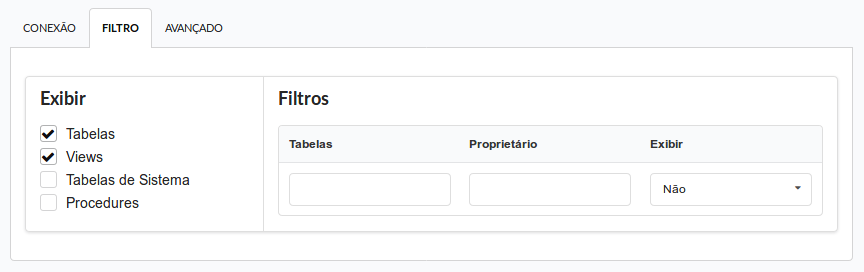 CONEXÃO FILTRO AVANÇADO
Exibir
Tabelas
Views
Tabelas de Sistema
Procedures
Filtros
Tabelas Proprietário Exibir
Não